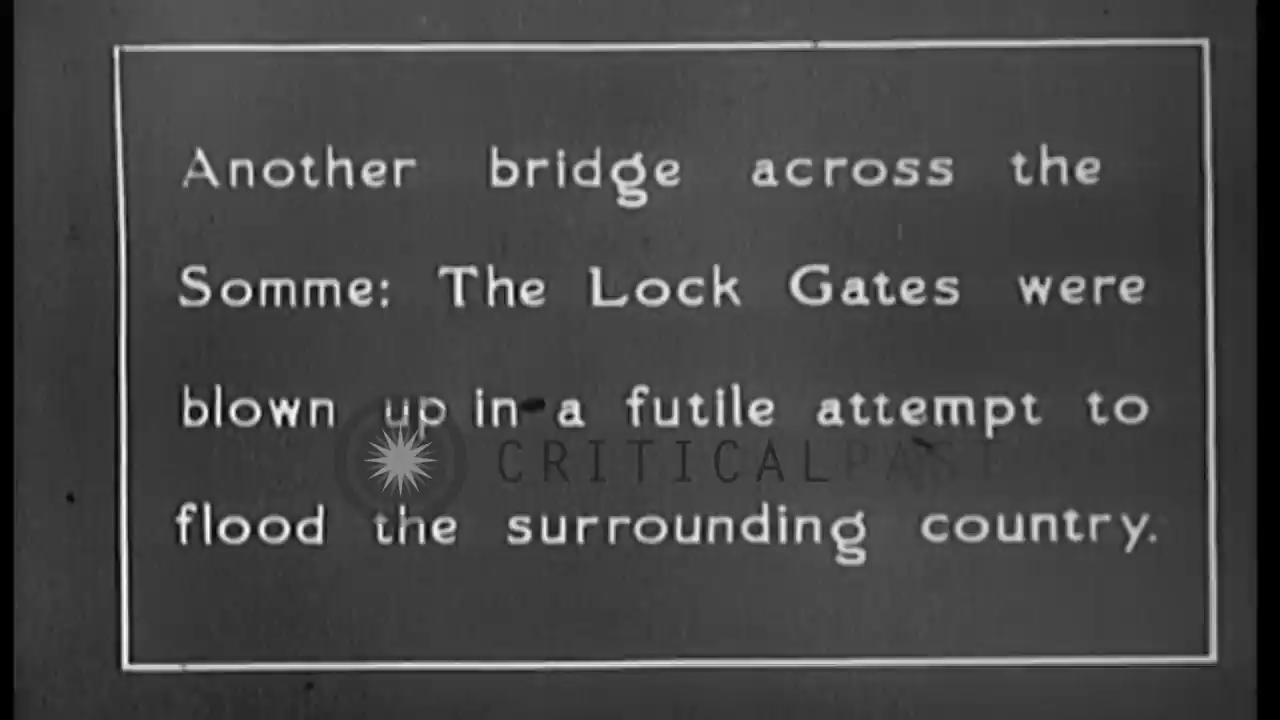 Another bridge across the
Somme: The Lock Gates were
blown up in a futile attempt to
CRITICALPAST
flood the surrounding country.